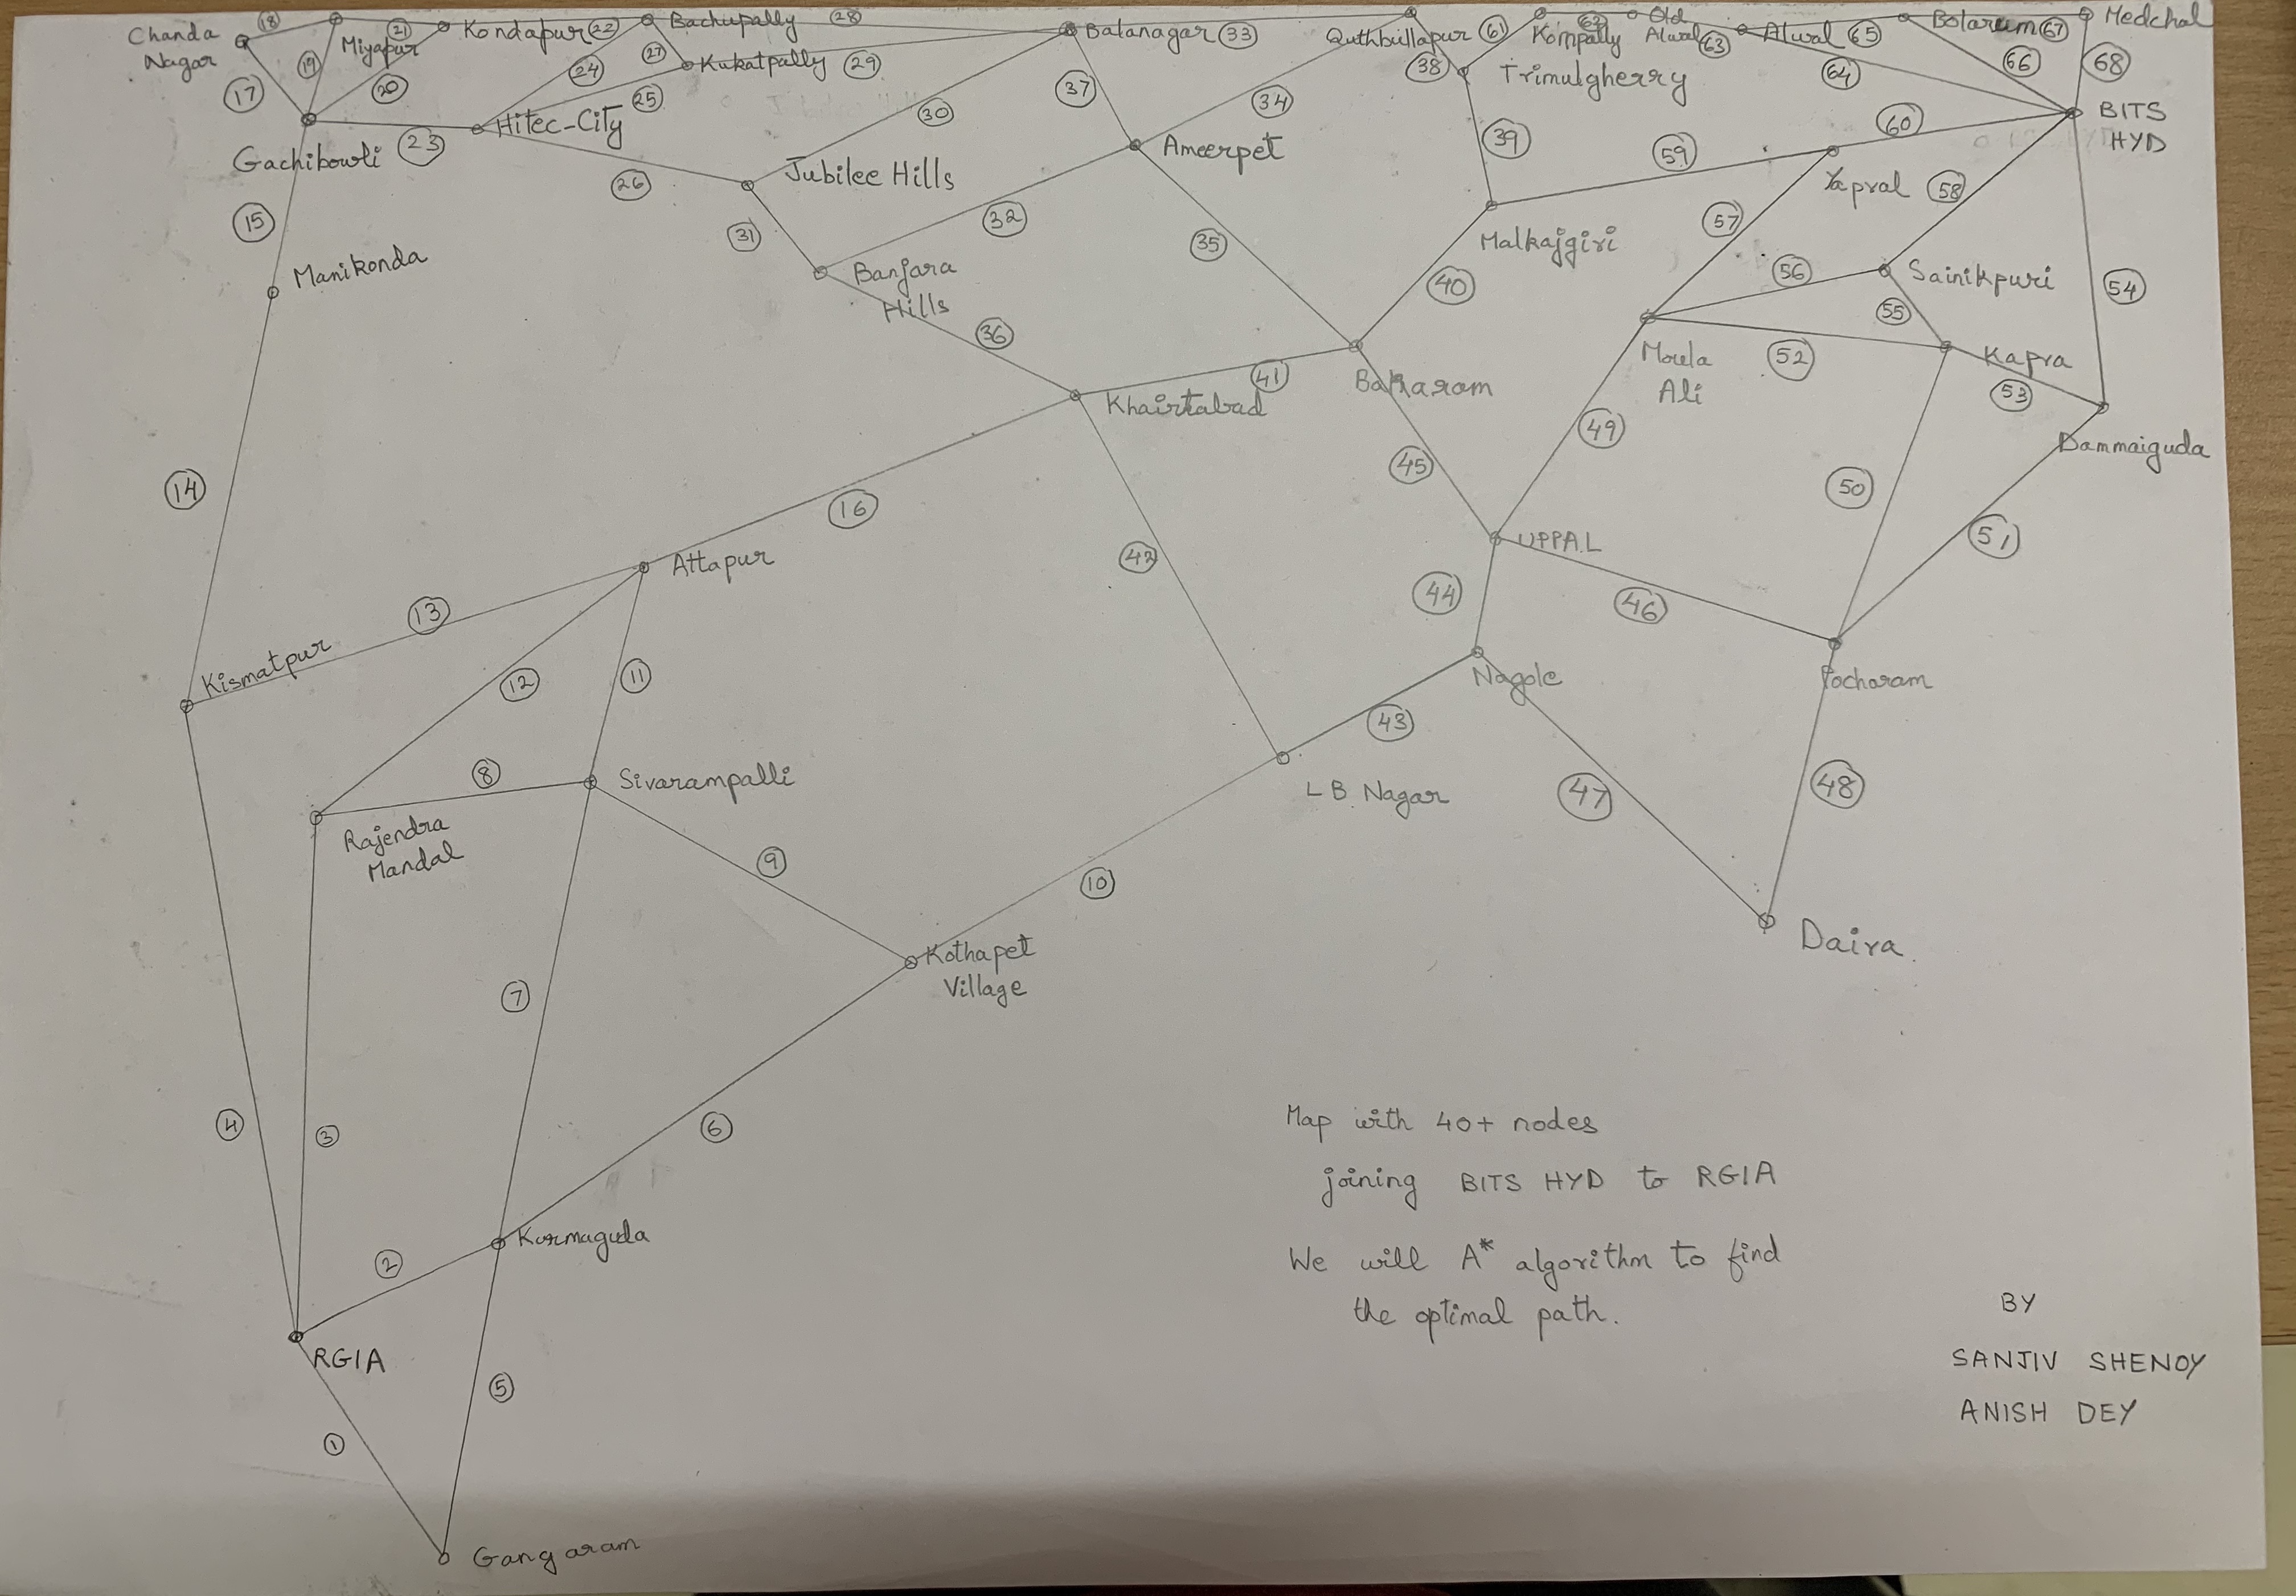 Chanda
Nagar
18
Miyapur
21
Kondapur
22
Bachupally
28
Balanagar
33
Quthbullapur
61
Kompally
62
Old
Alwal
63
Alwal
65
Bolarum
67
Medchal
17
19
20
24
27
Kukatpally
29
25
Hitec-City
23
Gachibowli
30
37
34
38
Trimulgherry
64
66
68
BITS
HYD
15
26
Jubilee Hills
Ameerpet
39
59
60
Yapral
58
Manikonda
31
Banjara
Hills
32
35
Malkajgiri
57
56
Sainikpuri
54
36
40
55
41
Khairtabad
Moula
Ali
52
Kapra
53
Dammaiguda
14
16
42
45
49
50
51
Attapur
UPPAL
13
44
46
Kismatpur
12
11
Nagole
Pocharam
43
8
Sivarampalli
L B Nagar
47
48
Rajendra
Mandal
9
10
Kothapet
Village
Daira
7
4
3
6
2
Kurmaguda
RGIA
5
1
Gangaram
Map with 40+ nodes
joining BITS HYD to RGIA
We will A* algorithm to find
the optimal path.
BY
SANJIV SHENOY
ANISH DEY